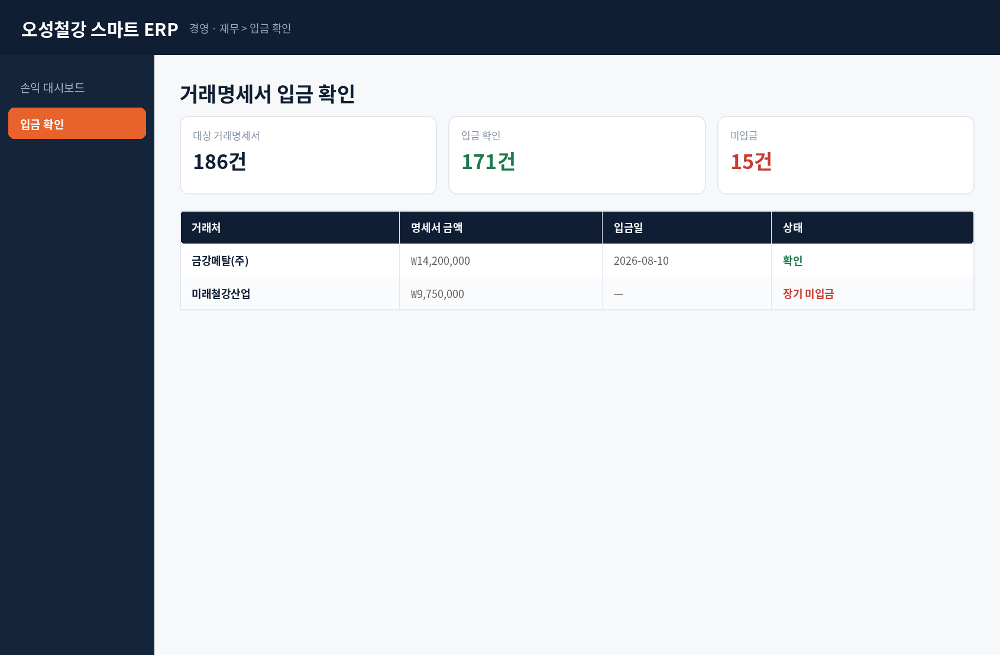 오성철강 스마트 ERP 경영 · 재무 > 입금 확인
손익 대시보드
입금 확인
거래명세서 입금 확인
대상 거래명세서
186건
입금 확인
171건
미입금
15건
거래처 명세서 금액 입금일 상태
금강메탈(주) ₩14,200,000 2026-08-10 확인
미래철강산업 ₩9,750,000 — 장기 미입금